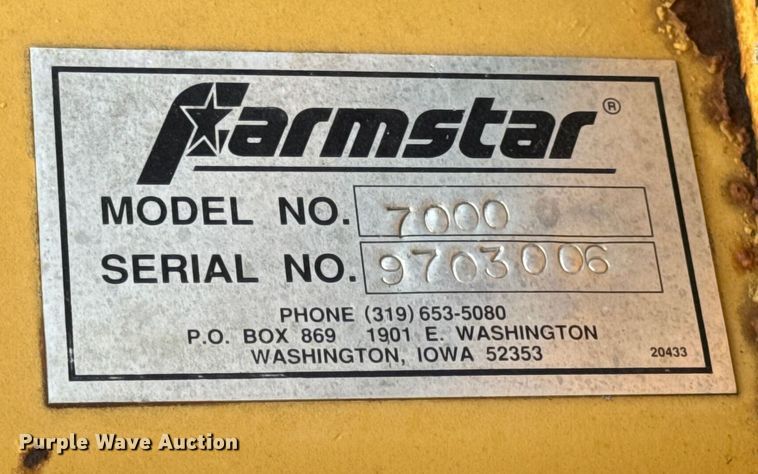 Farmstar®
MODEL NO. 7000
SERIAL NO. 9703006
PHONE (319) 653-5080
P.O. BOX 869 1901 E. WASHINGTON
WASHINGTON, IOWA 52353
20433
Purple Wave Auction